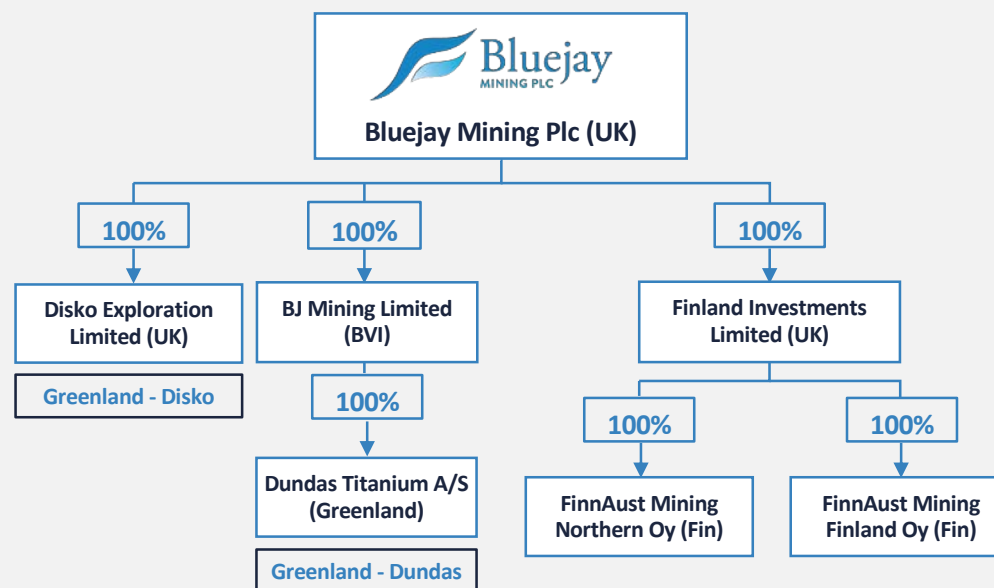 Bluejay
MINING PLC
Bluejay Mining Plc (UK)
100%
100%
100%
Disko Exploration
Limited (UK)
BJ Mining Limited
(BVI)
Finland Investments
Limited (UK)
Greenland - Disko
100%
100%
100%
Dundas Titanium A/S
(Greenland)
FinnAust Mining
Northern Oy (Fin)
FinnAust Mining
Finland Oy (Fin)
Greenland - Dundas